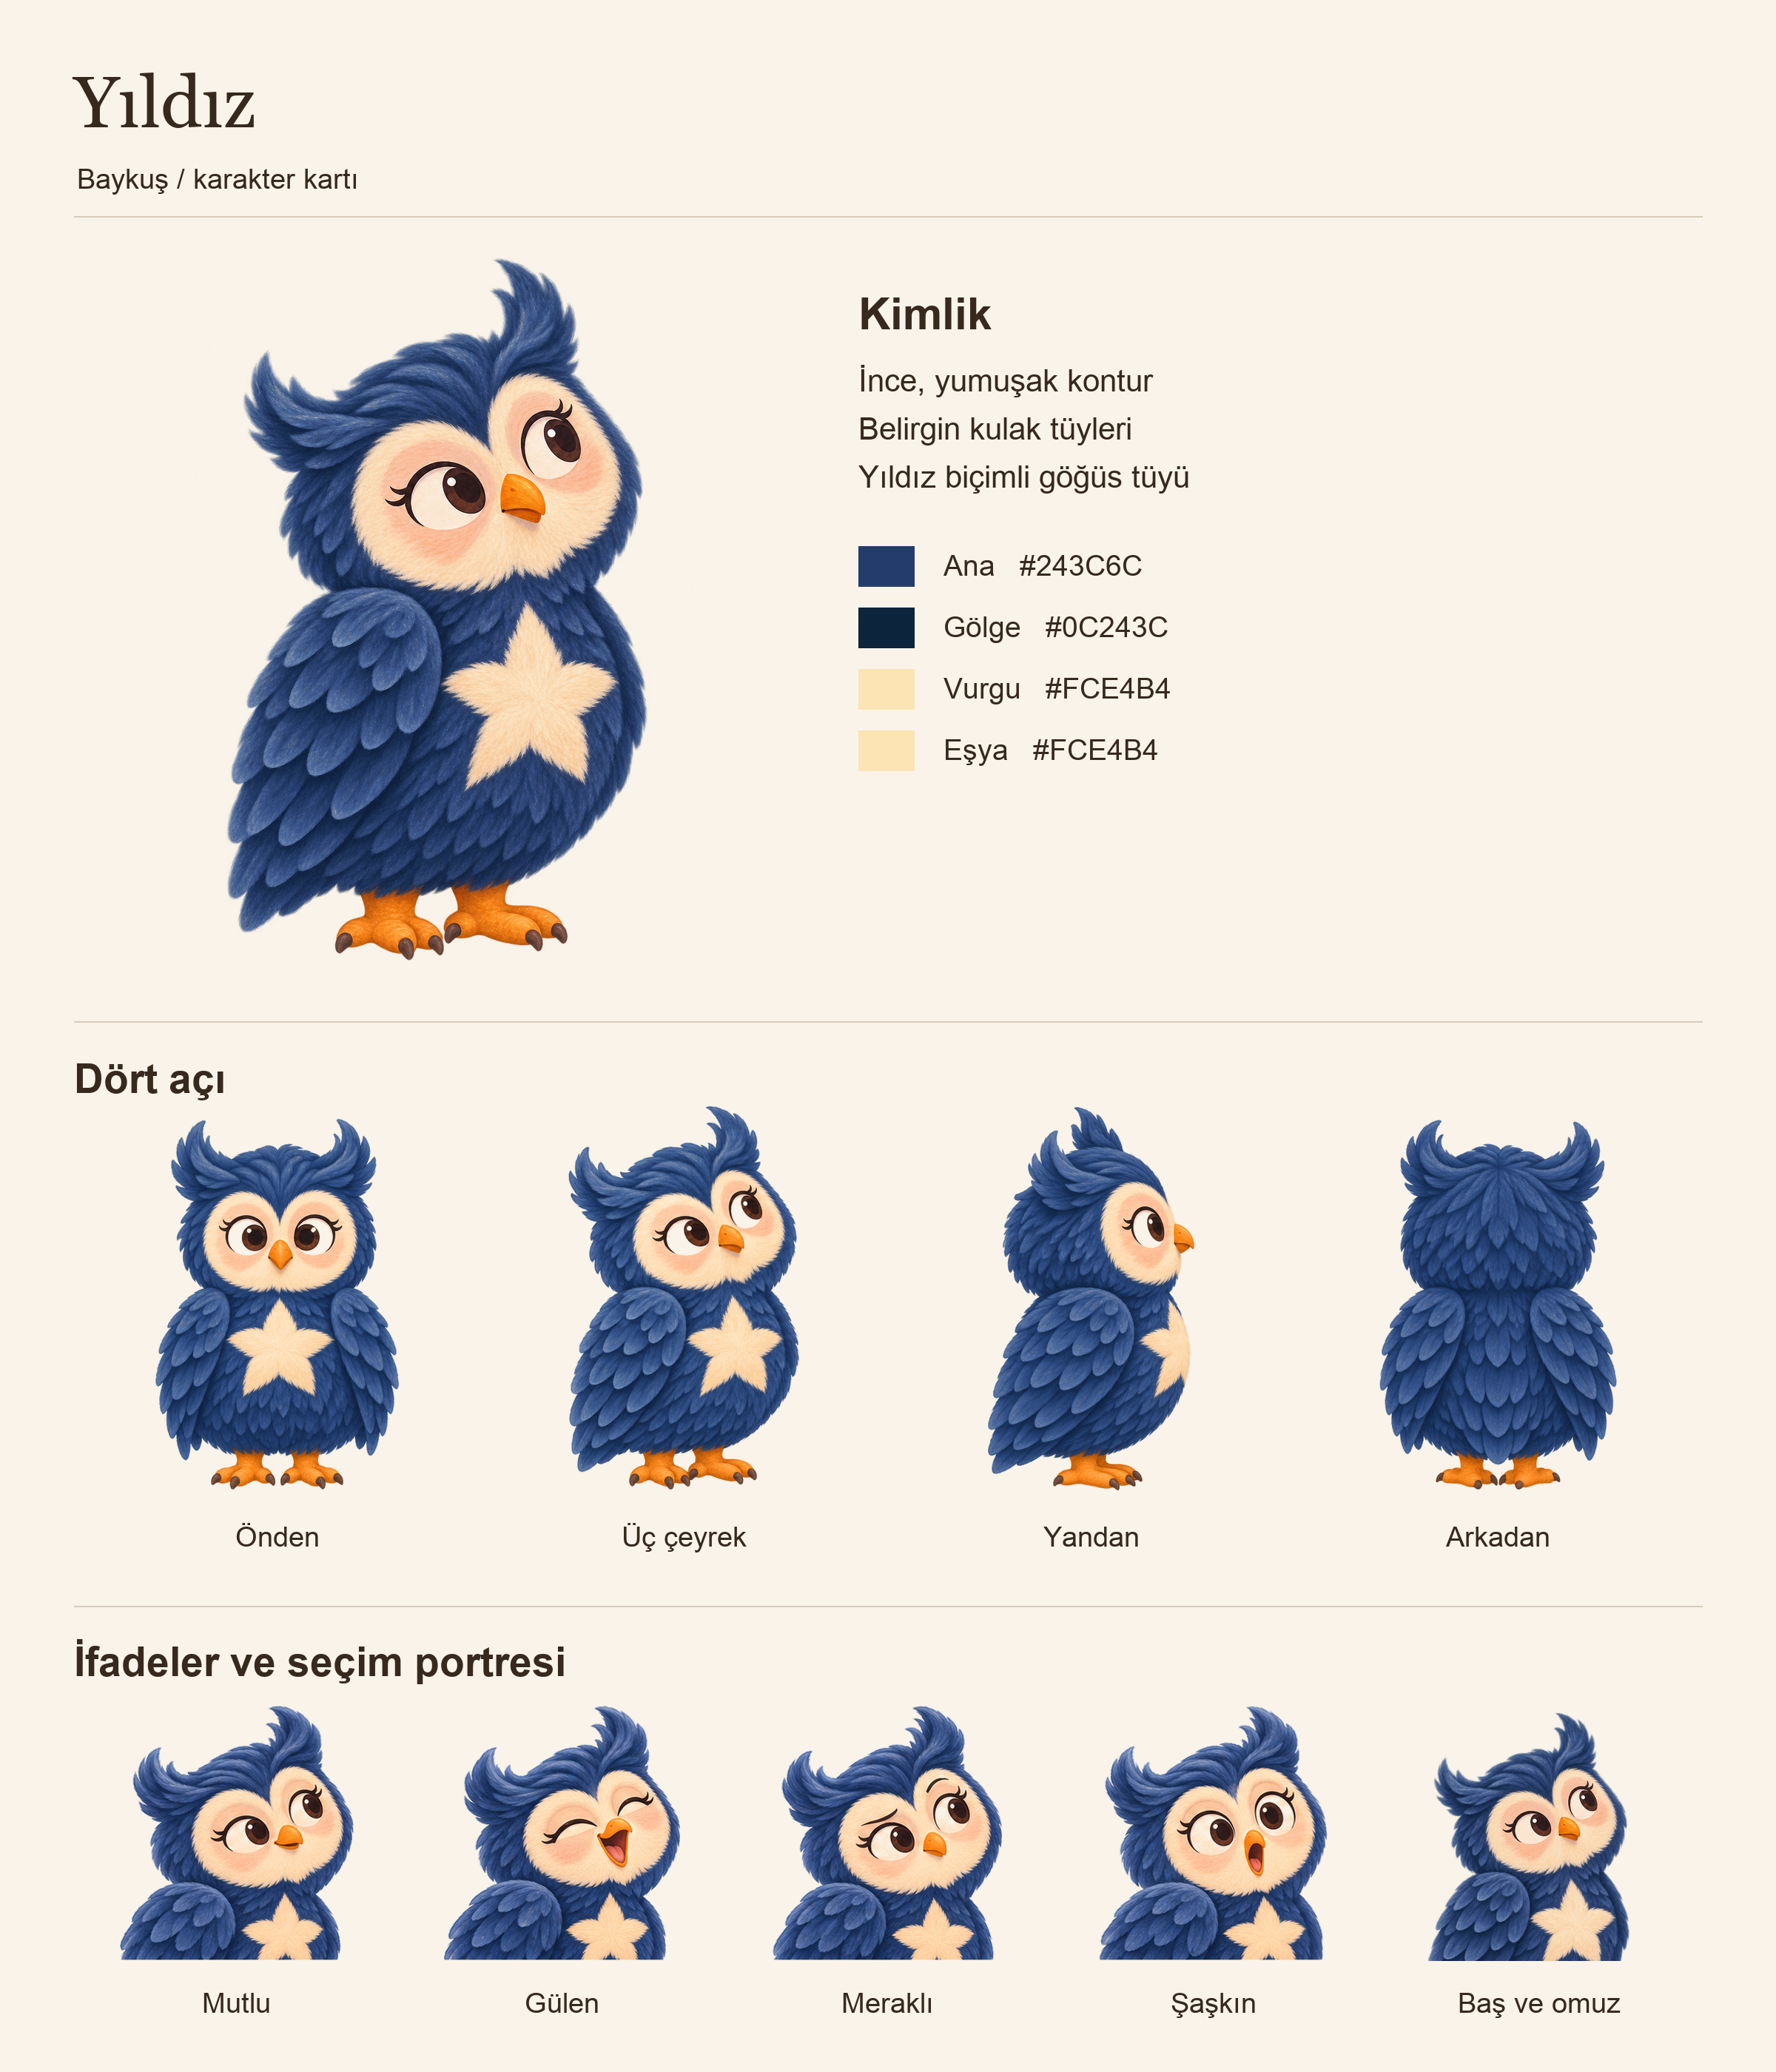 Yıldız
Baykuş / karakter kartı
Kimlik
İnce, yumuşak kontur
Belirgin kulak tüyleri
Yıldız biçimli göğüs tüyü
Ana #243C6C
Gölge #0C243C
Vurgu #FCE4B4
Eşya #FCE4B4
Dört açı
Önden
Üç çeyrek
Yandan
Arkadan
İfadeler ve seçim portresi
Mutlu
Gülen
Meraklı
Şaşkın
Baş ve omuz